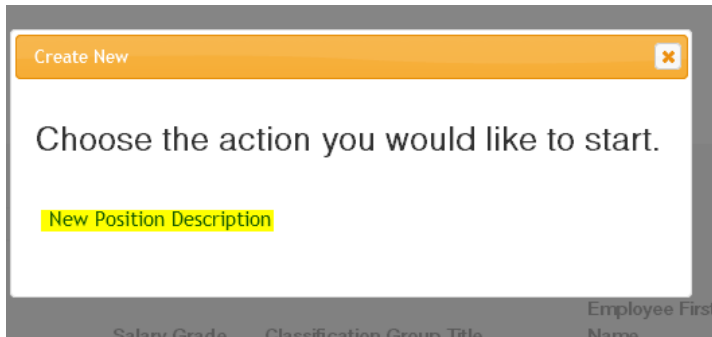 Create New
Choose the action you would like to start.
New Position Description
Employee First
Salary Grade Classification Group Title Name